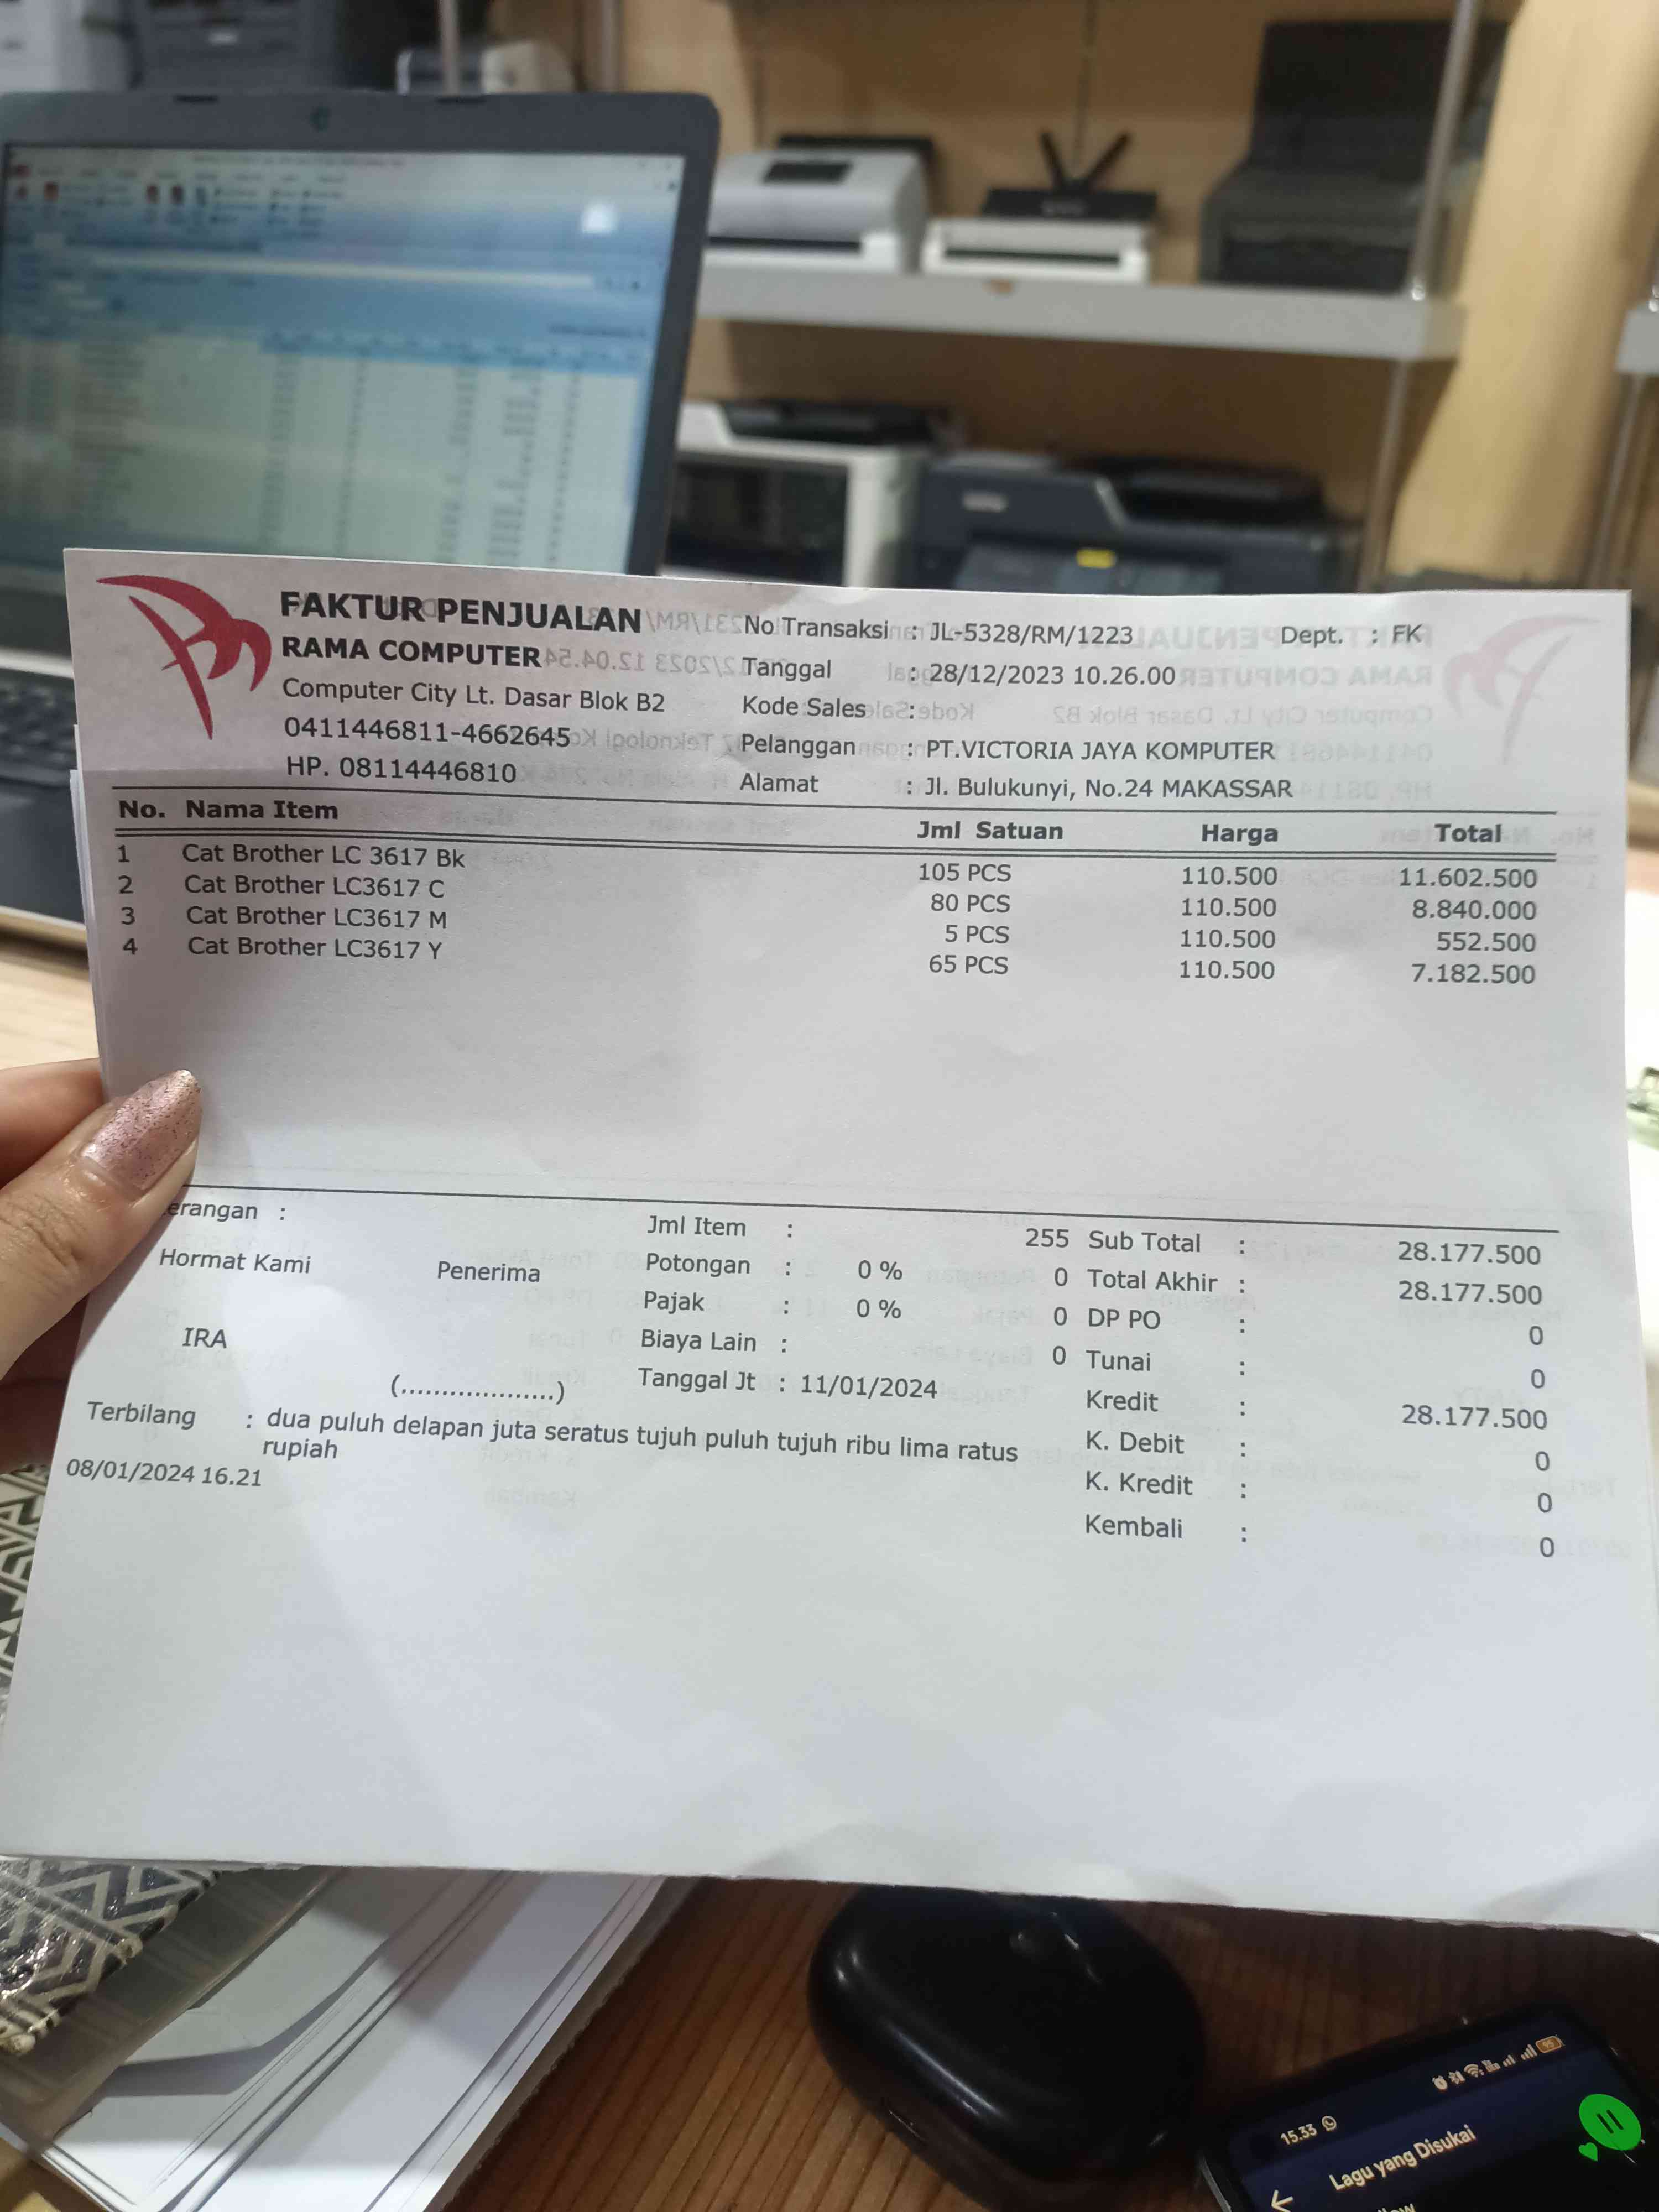 FAKTUR PENJUALAN
RAMA COMPUTER
Computer City Lt. Dasar Blok B2
0411446811-4662645
HP. 08114446810
No Transaksi : JL-5328/RM/1223 Dept. : FK
Tanggal : 28/12/2023 10.26.00
Kode Sales :
Pelanggan : PT.VICTORIA JAYA KOMPUTER
Alamat : Jl. Bulukunyi, No.24 MAKASSAR
No. Nama Item Jml Satuan Harga Total
1 Cat Brother LC 3617 Bk 105 PCS 110.500 11.602.500
2 Cat Brother LC3617 C 80 PCS 110.500 8.840.000
3 Cat Brother LC3617 M 5 PCS 110.500 552.500
4 Cat Brother LC3617 Y 65 PCS 110.500 7.182.500
erangan :
Hormat Kami Penerima
IRA
(...................)
Jml Item : 255
Potongan : 0 % 0
Pajak : 0 % 0
Biaya Lain : 0
Tanggal Jt : 11/01/2024
Sub Total : 28.177.500
Total Akhir : 28.177.500
DP PO : 0
Tunai : 0
Kredit : 28.177.500
K. Debit : 0
K. Kredit : 0
Kembali : 0
Terbilang : dua puluh delapan juta seratus tujuh puluh tujuh ribu lima ratus
rupiah
08/01/2024 16.21
15.33
95
Lagu yang Disukai